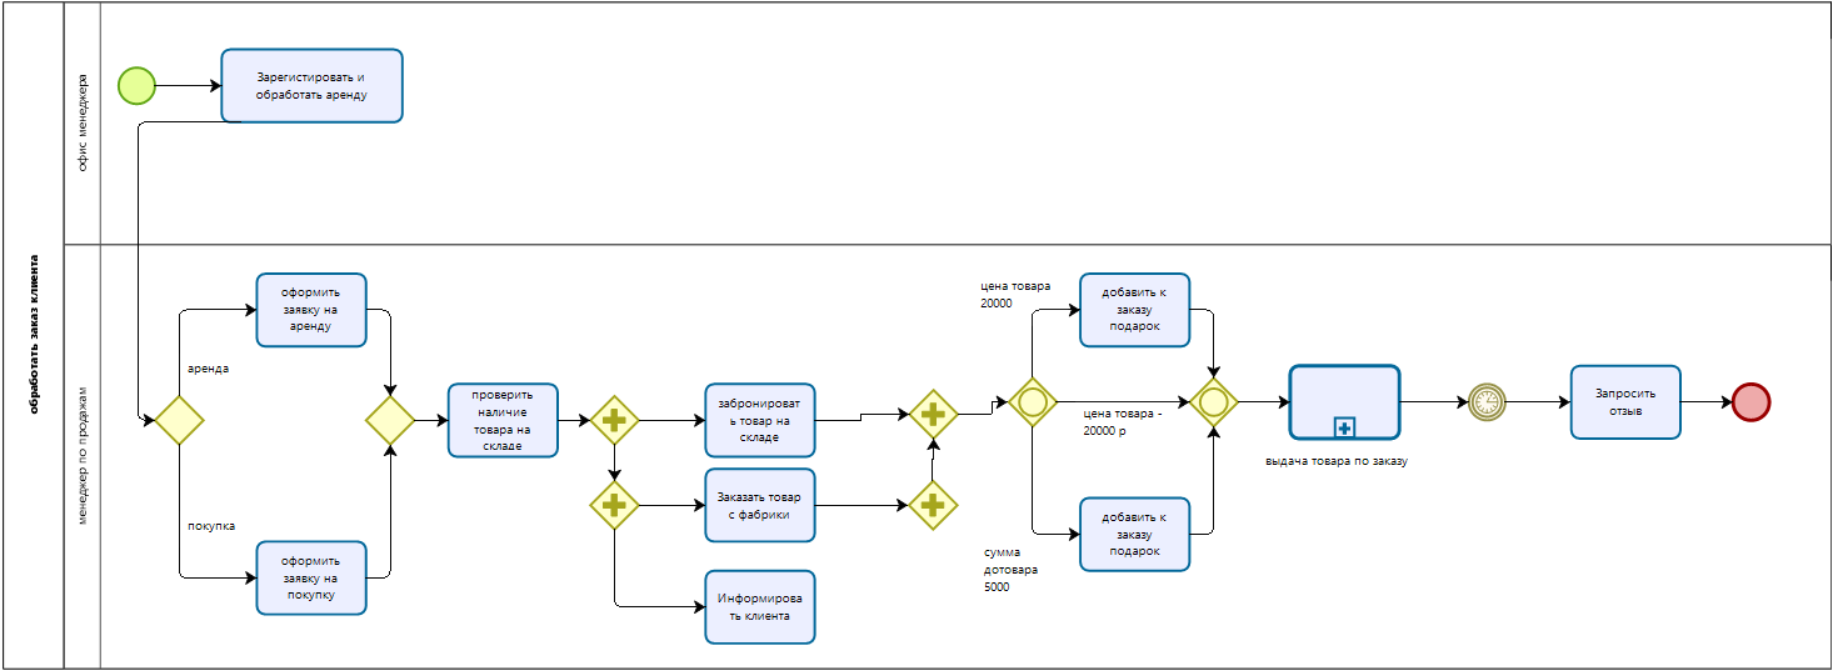 обработать заказ клиента
офис менеджера
Зарегистировать и
обработать аренду
менеджер по продажам
оформить
заявку на
аренду
аренда
покупка
оформить
заявку на
покупку
проверить
наличие
товара на
складе
забронироват
ь товар на
складе
Заказать товар
с фабрики
Информирова
ть клиента
цена товара
20000
добавить к
заказу
подарок
цена товара -
20000 р
сумма
дотовара
5000
добавить к
заказу
подарок
выдача товара по заказу
Запросить
отзыв